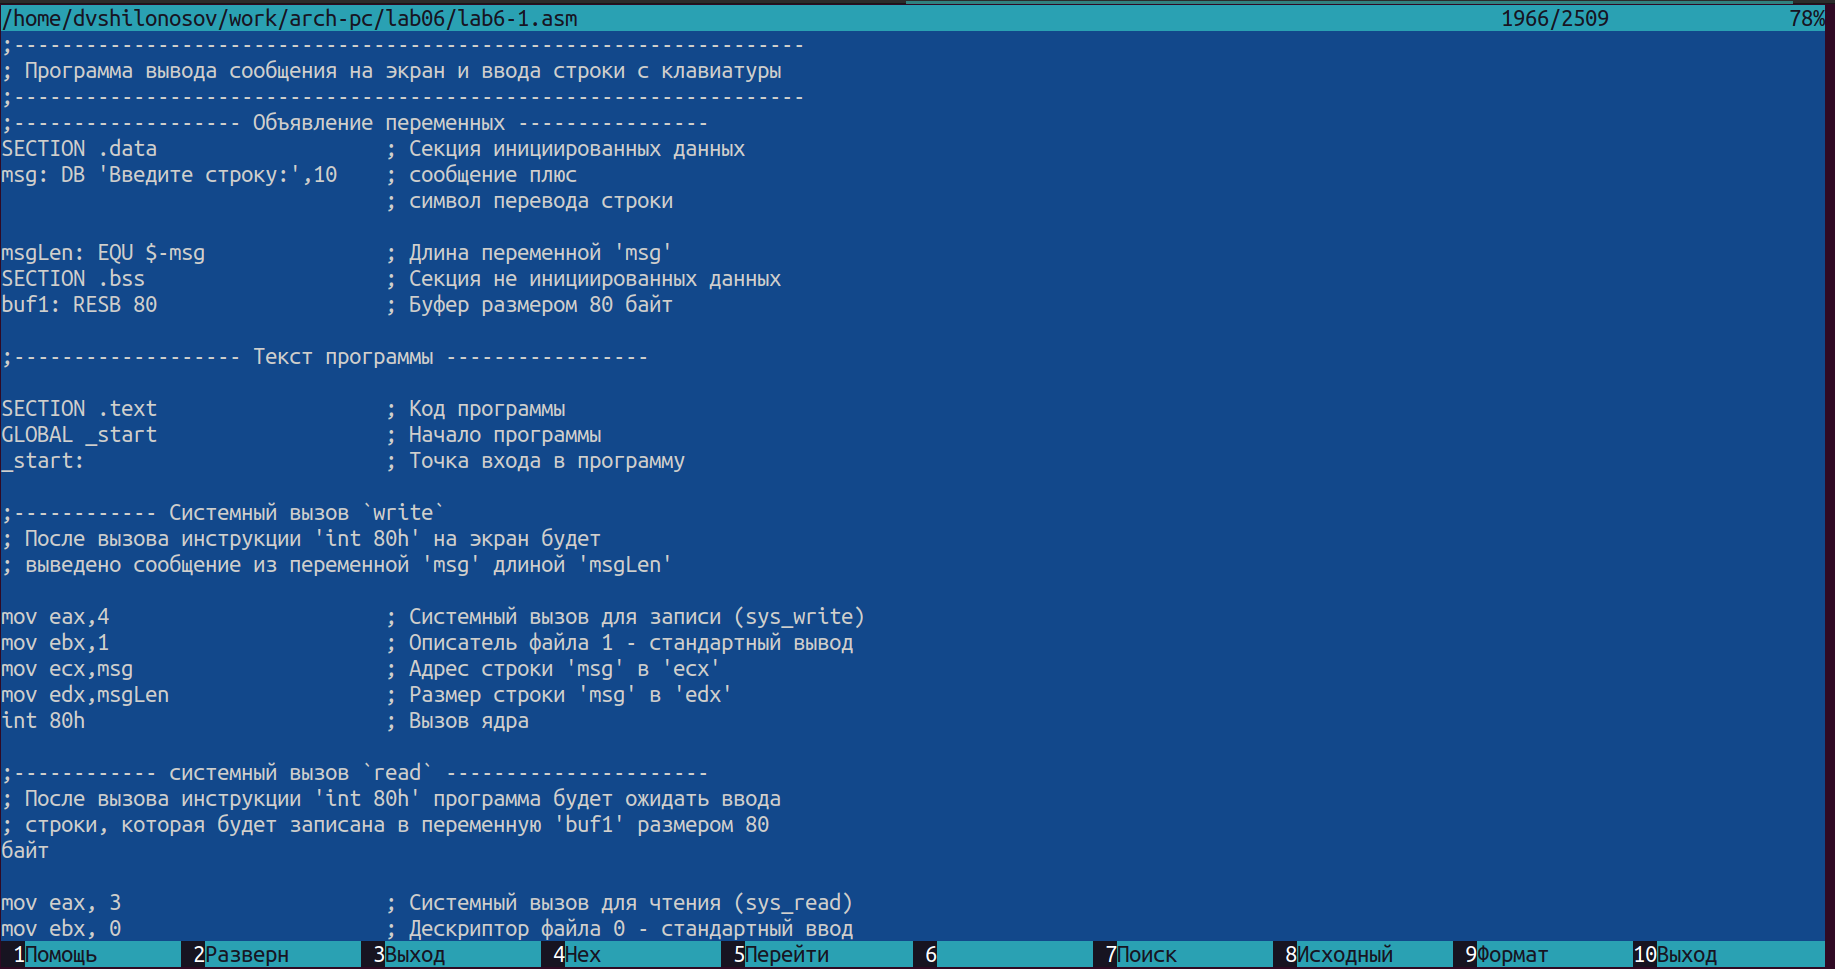 /home/dvshilonosov/work/arch-pc/lab06/lab6-1.asm 1966/2509 78%
;------------------------------------------------------------------
; Программа вывода сообщения на экран и ввода строки с клавиатуры
;------------------------------------------------------------------
;------------------- Объявление переменных ----------------
SECTION .data ; Секция инициированных данных
msg: DB 'Введите строку:',10 ; сообщение плюс
; символ перевода строки
msgLen: EQU $-msg ; Длина переменной 'msg'
SECTION .bss ; Секция не инициированных данных
buf1: RESB 80 ; Буфер размером 80 байт
;------------------- Текст программы -----------------
SECTION .text ; Код программы
GLOBAL _start ; Начало программы
_start: ; Точка входа в программу
;------------ Системный вызов `write`
; После вызова инструкции 'int 80h' на экран будет
; выведено сообщение из переменной 'msg' длиной 'msgLen'
mov eax,4 ; Системный вызов для записи (sys_write)
mov ebx,1 ; Описатель файла 1 - стандартный вывод
mov ecx,msg ; Адрес строки 'msg' в 'ecx'
mov edx,msgLen ; Размер строки 'msg' в 'edx'
int 80h ; Вызов ядра
;------------ системный вызов `read` ----------------------
; После вызова инструкции 'int 80h' программа будет ожидать ввода
; строки, которая будет записана в переменную 'buf1' размером 80
байт
mov eax, 3 ; Системный вызов для чтения (sys_read)
mov ebx, 0 ; Дескриптор файла 0 - стандартный ввод
1Помощь 2Разверн 3Выход 4Hex 5Перейти 6 7Поиск 8Исходный 9Формат 10Выход